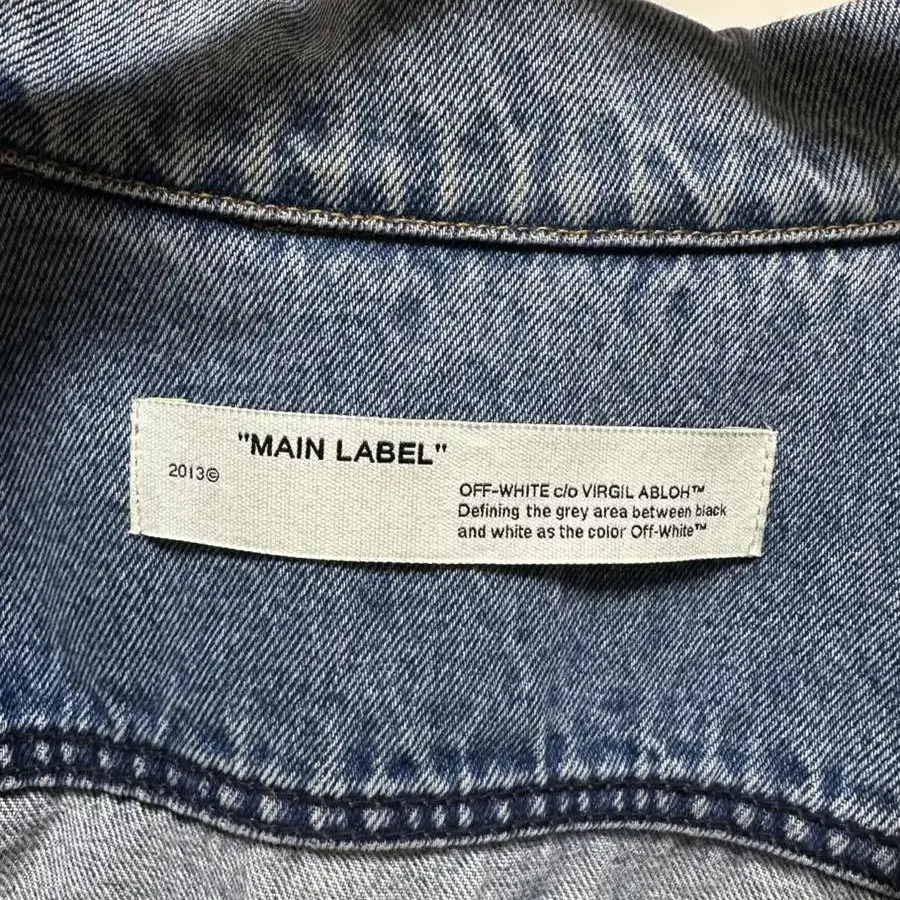 "MAIN LABEL"
2013©
OFF-WHITE c/o VIRGIL ABLOH™
Defining the grey area between black
and white as the color Off-White™